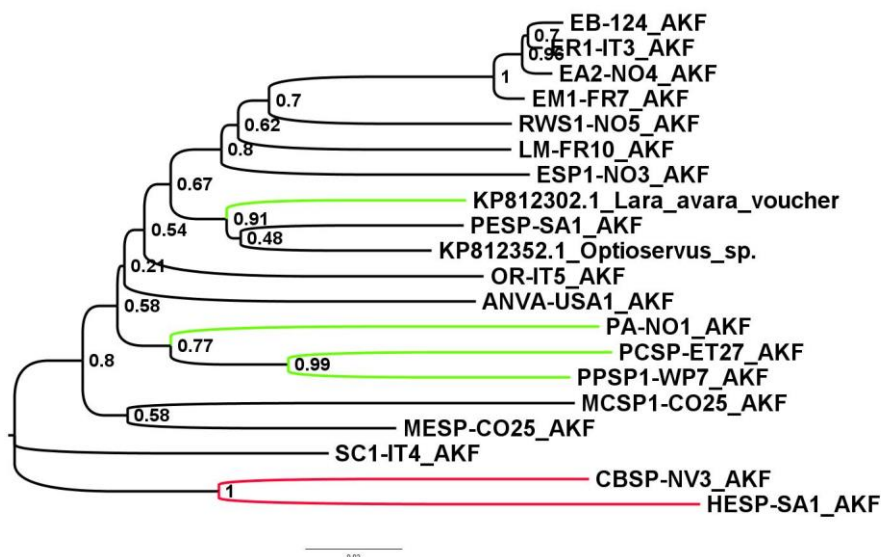 EB-124_AKF
0.7
ER1-IT3_AKF
0.96
EA2-NO4_AKF
1
EM1-FR7_AKF
0.7
RWS1-NO5_AKF
0.62
LM-FR10_AKF
0.8
ESP1-NO3_AKF
0.67
KP812302.1_Lara_avara_voucher
0.91
PESP-SA1_AKF
0.54
0.48
KP812352.1_Optioservus_sp.
0.21
OR-IT5_AKF
ANVA-USA1_AKF
0.58
PA-NO1_AKF
0.77
PCSP-ET27_AKF
0.8
0.99
PPSP1-WP7_AKF
MCSP1-CO25_AKF
0.58
MESP-CO25_AKF
SC1-IT4_AKF
CBSP-NV3_AKF
1
HESP-SA1_AKF